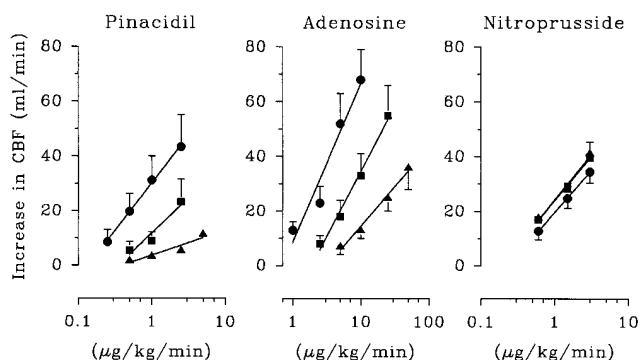 Pinacidil
Adenosine
Nitroprusside
Increase in CBF (ml/min)
80
60
40
20
0
80
60
40
20
0
80
60
40
20
0
0.1 1 10
1 10 100
0.1 1 10
(μg/kg/min)
(μg/kg/min)
(μg/kg/min)